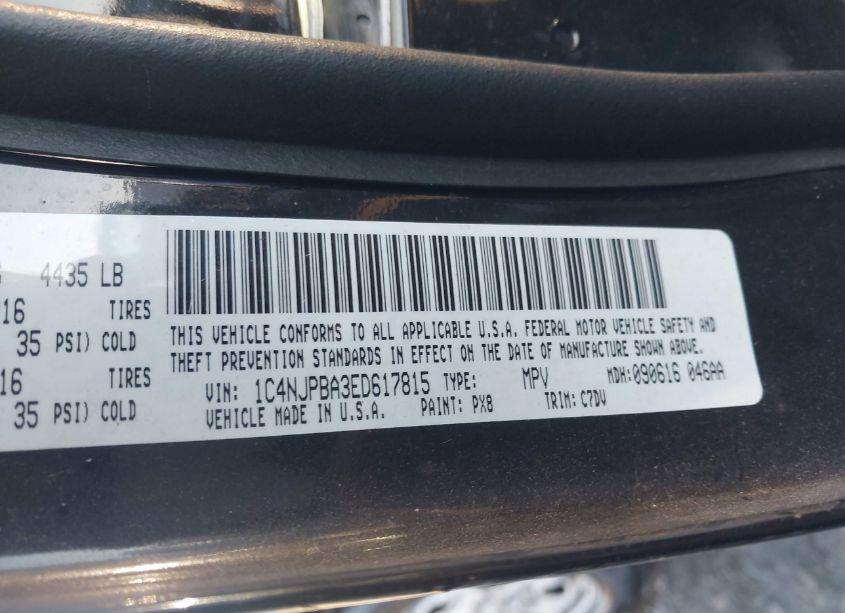 4435 LB
16 TIRES
35 PSI) COLD
16 TIRES
35 PSI) COLD
THIS VEHICLE CONFORMS TO ALL APPLICABLE U.S.A. FEDERAL MOTOR VEHICLE SAFETY AND
THEFT PREVENTION STANDARDS IN EFFECT ON THE DATE OF MANUFACTURE SHOWN ABOVE.
VIN: 1C4NJPBA3ED617815 TYPE: MPV MDH: 090616 046AA
VEHICLE MADE IN U.S.A. PAINT: PX8 TRIM: C7DV